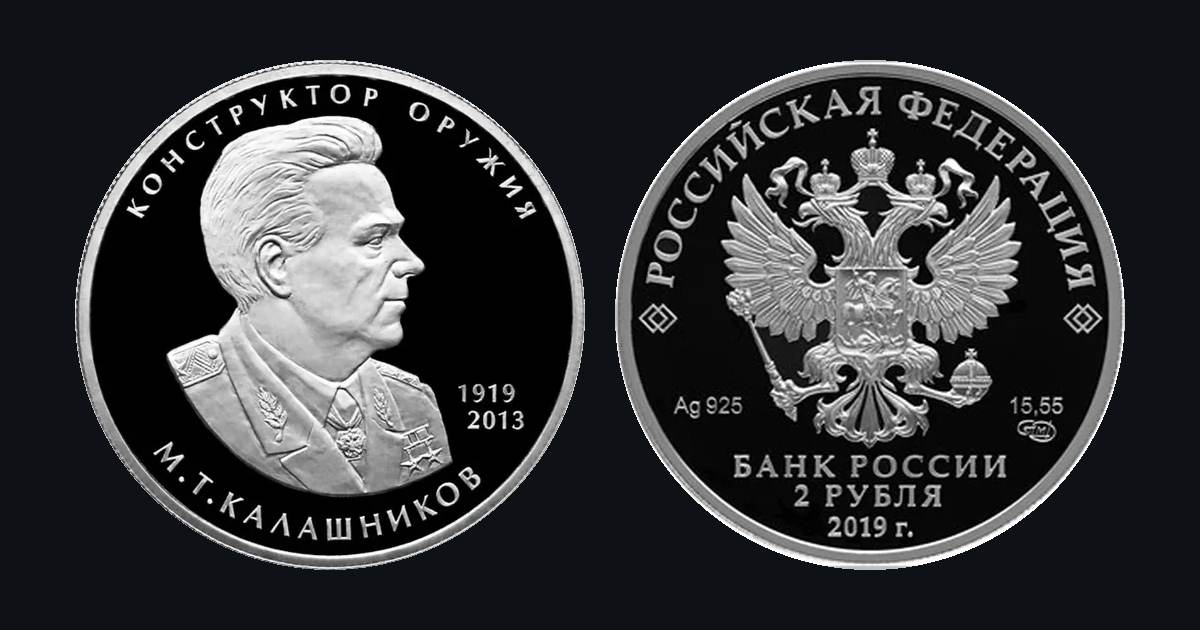 КОНСТРУКТОР ОРУЖИЯ
1919
2013
М.Т.КАЛАШНИКОВ
РОССИЙСКАЯ ФЕДЕРАЦИЯ
Ag 925
15,55
БАНК РОССИИ
2 РУБЛЯ
2019 г.